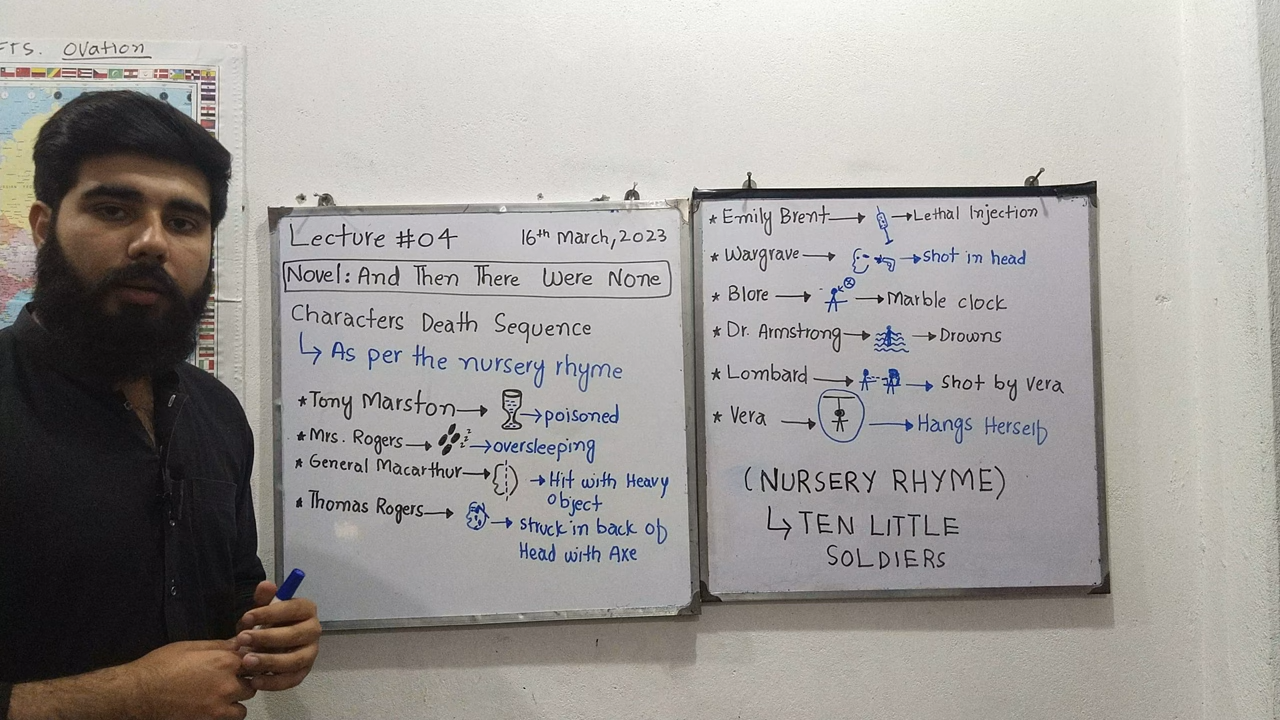 FTS. Ovation
Lecture #04 16th March, 2023
Novel: And Then There Were None
Characters Death Sequence
↳ As per the nursery rhyme
* Tony Marston → → poisoned
* Mrs. Rogers → zzz → oversleeping
* General Macarthur → → Hit with Heavy
Object
* Thomas Rogers → → struck in back of
Head with Axe
* Emily Brent → → Lethal Injection
* Wargrave → → shot in head
* Blore → → Marble clock
* Dr. Armstrong → → Drowns
* Lombard → → shot by Vera
* Vera → → Hangs Herself
(NURSERY RHYME)
↳ TEN LITTLE
SOLDIERS